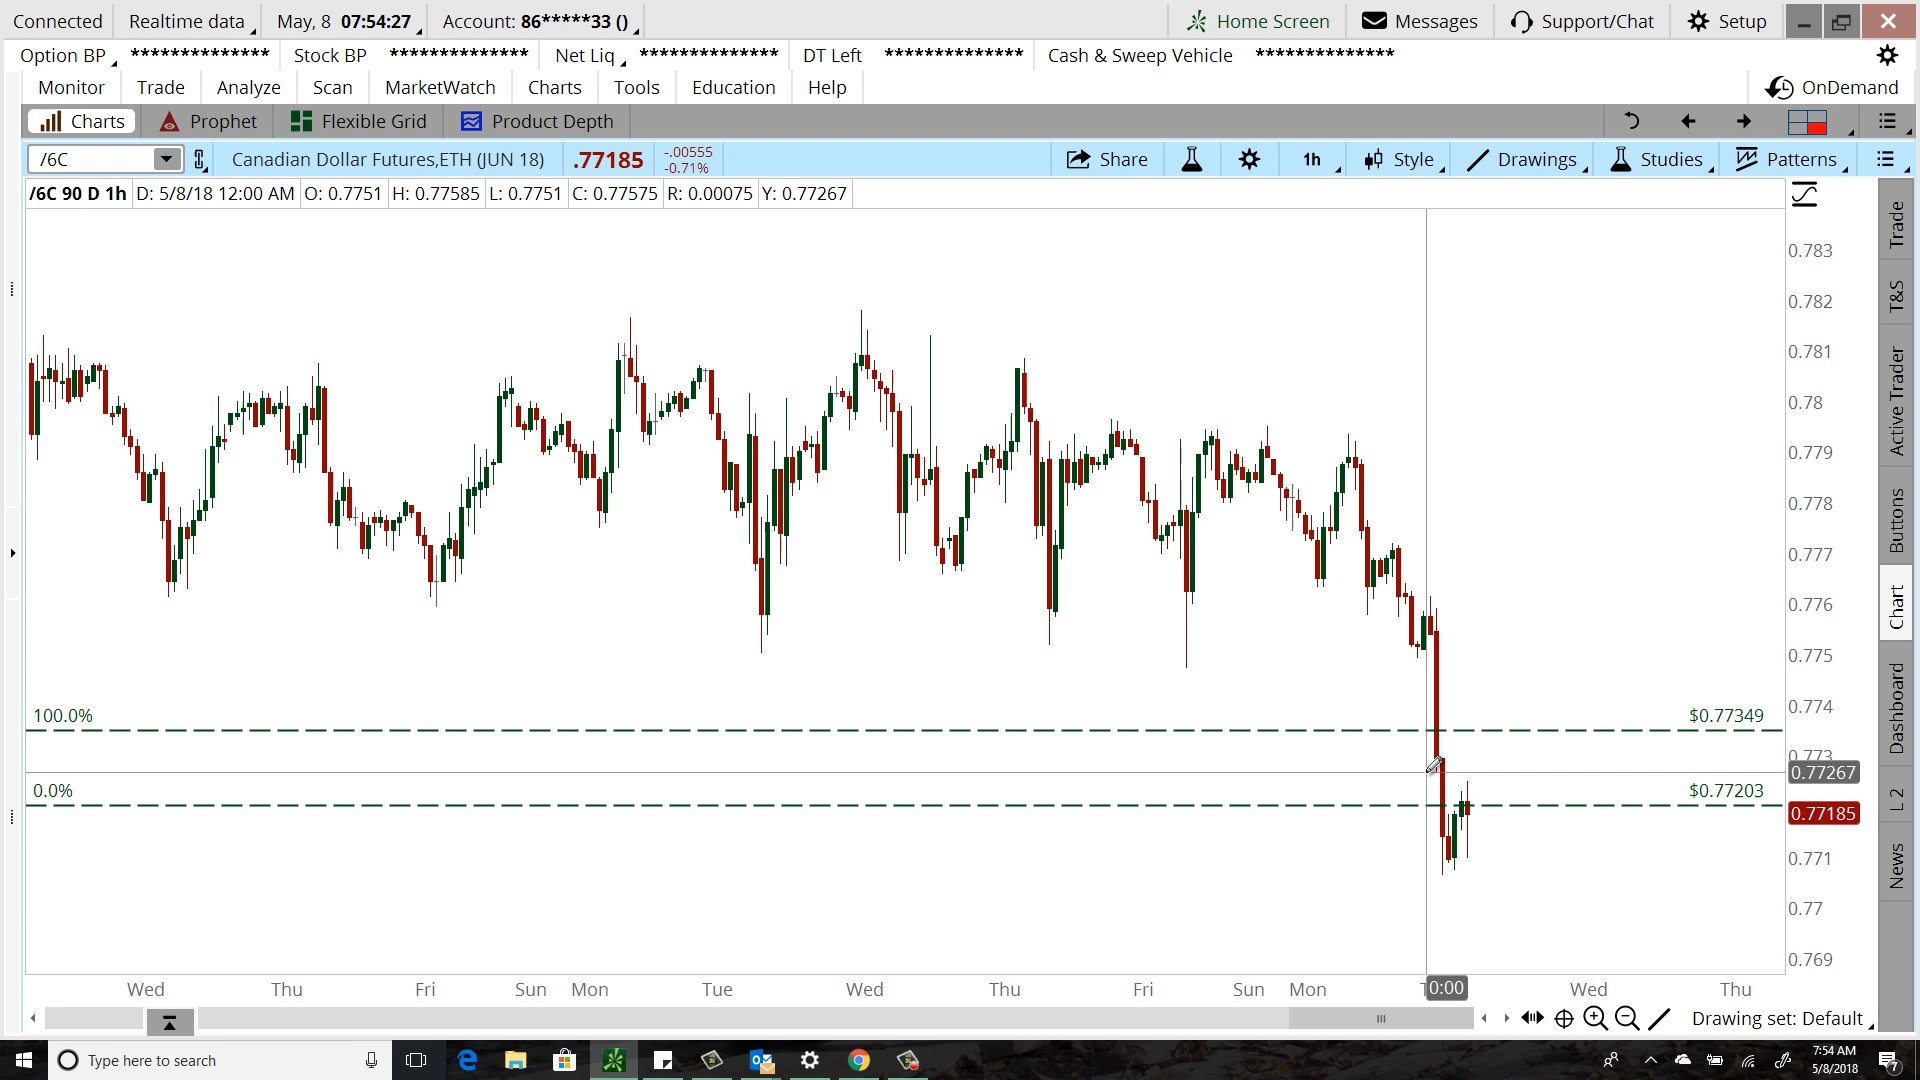 Connected Realtime data May, 8 07:54:27 Account: 86*****33 () Home Screen Messages Support/Chat Setup
Option BP ************** Stock BP ************** Net Liq ************** DT Left ************** Cash & Sweep Vehicle **************
Monitor Trade Analyze Scan MarketWatch Charts Tools Education Help OnDemand
Charts Prophet Flexible Grid Product Depth
/6C Canadian Dollar Futures,ETH (JUN 18) .77185 -.00555 -0.71% Share 1h Style Drawings Studies Patterns
/6C 90 D 1h D: 5/8/18 12:00 AM O: 0.7751 H: 0.77585 L: 0.7751 C: 0.77575 R: 0.00075 Y: 0.77267
0.783
0.782
0.781
0.78
0.779
0.778
0.777
0.776
0.775
0.774
0.773
0.77267
0.77185
0.771
0.77
0.769
100.0% $0.77349
0.0% $0.77203
Trade
T&S
Active Trader
Buttons
Chart
Dashboard
L 2
News
Wed Thu Fri Sun Mon Tue Wed Thu Fri Sun Mon 0:00 Wed Thu
Drawing set: Default
Type here to search
7:54 AM
5/8/2018
7